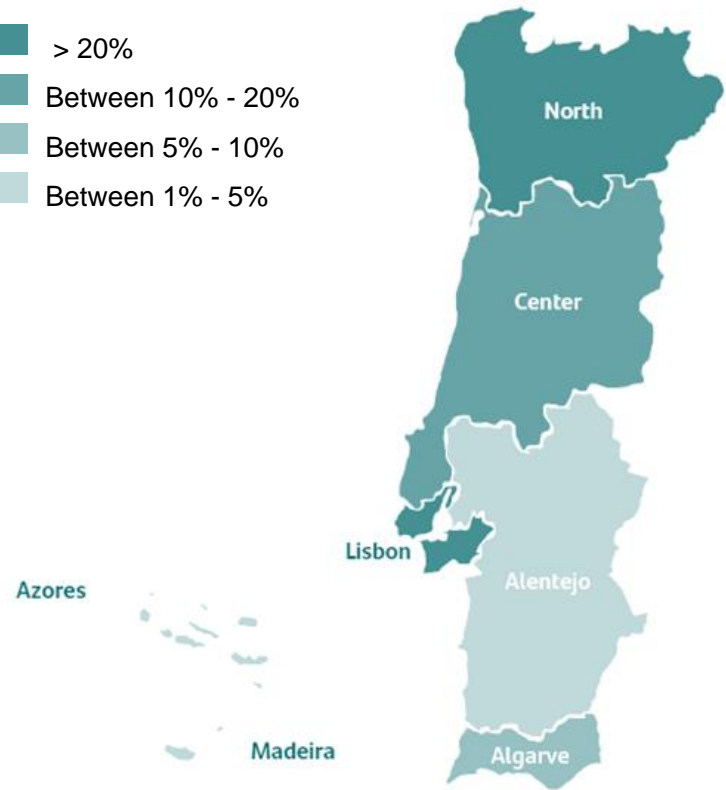 > 20%
Between 10% - 20%
Between 5% - 10%
Between 1% - 5%
North
Center
Lisbon
Alentejo
Azores
Madeira
Algarve